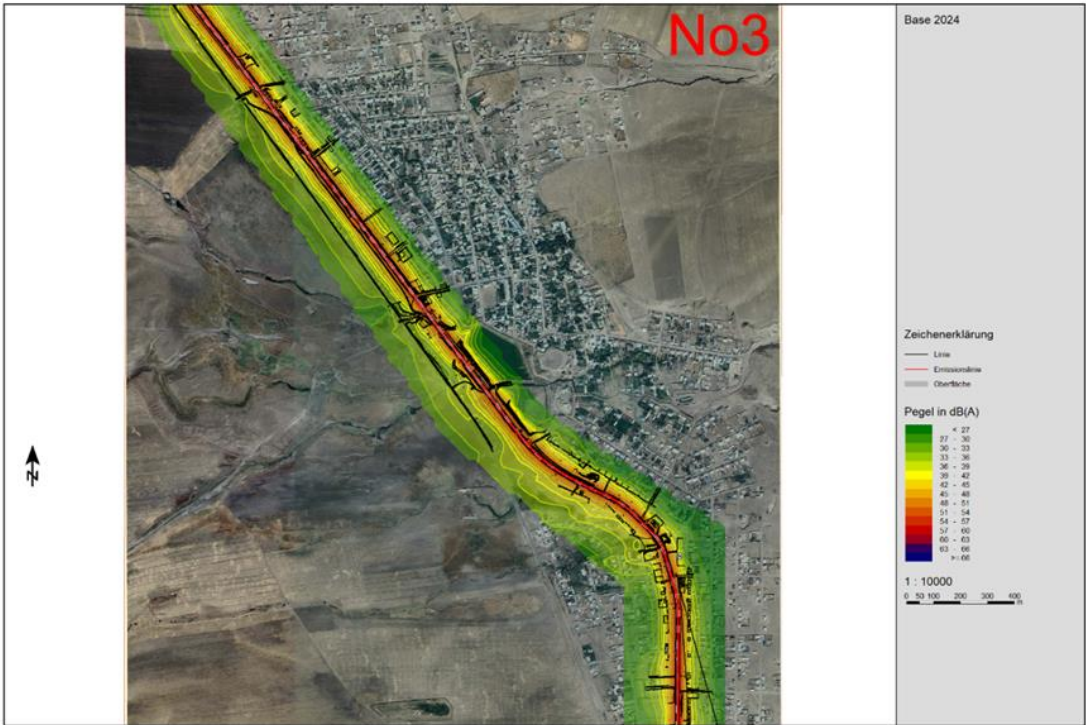 No3
Base 2024
Zeichenerklärung
Linie
Emissionslinie
Oberfläche
Pegel in dB(A)
< 27
27 - 30
30 - 33
33 - 36
36 - 39
39 - 42
42 - 45
45 - 48
48 - 51
51 - 54
54 - 57
57 - 60
60 - 63
63 - 66
>= 66
1 : 10000
0 50 100 200 300 400
m
N